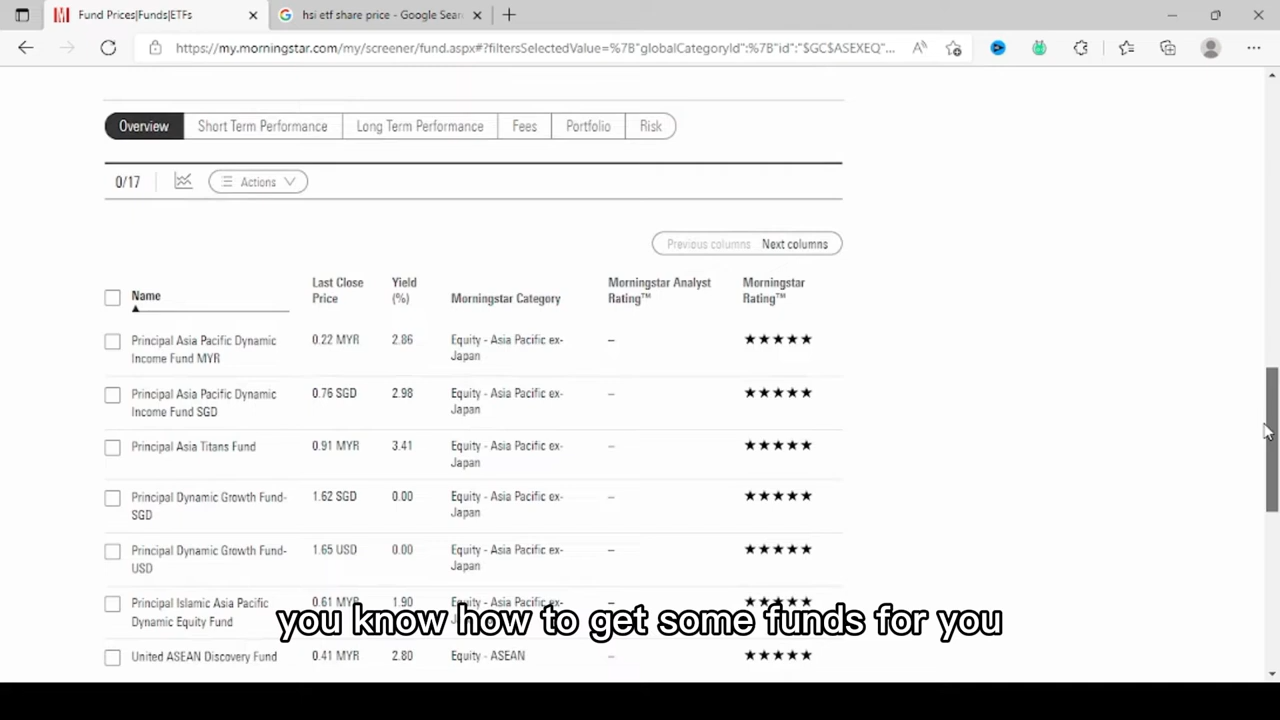 Fund Prices|Funds|ETFs
hsi etf share price - Google Sear
https://my.morningstar.com/my/screener/fund.aspx#?filtersSelectedValue=%7B"globalCategoryId":%7B"id":"$GC$ASEXEQ"...
Overview Short Term Performance Long Term Performance Fees Portfolio Risk
0/17 Actions
Previous columns Next columns
Name Last Close Price Yield (%) Morningstar Category Morningstar Analyst Rating™ Morningstar Rating™
Principal Asia Pacific Dynamic Income Fund MYR 0.22 MYR 2.86 Equity - Asia Pacific ex-Japan – ★★★★★
Principal Asia Pacific Dynamic Income Fund SGD 0.76 SGD 2.98 Equity - Asia Pacific ex-Japan – ★★★★★
Principal Asia Titans Fund 0.91 MYR 3.41 Equity - Asia Pacific ex-Japan – ★★★★★
Principal Dynamic Growth Fund-SGD 1.62 SGD 0.00 Equity - Asia Pacific ex-Japan – ★★★★★
Principal Dynamic Growth Fund-USD 1.65 USD 0.00 Equity - Asia Pacific ex-Japan – ★★★★★
Principal Islamic Asia Pacific Dynamic Equity Fund 0.61 MYR 1.90 ★★★★★
you know how to get some funds for you
United ASEAN Discovery Fund 0.41 MYR 2.80 Equity - ASEAN – ★★★★★